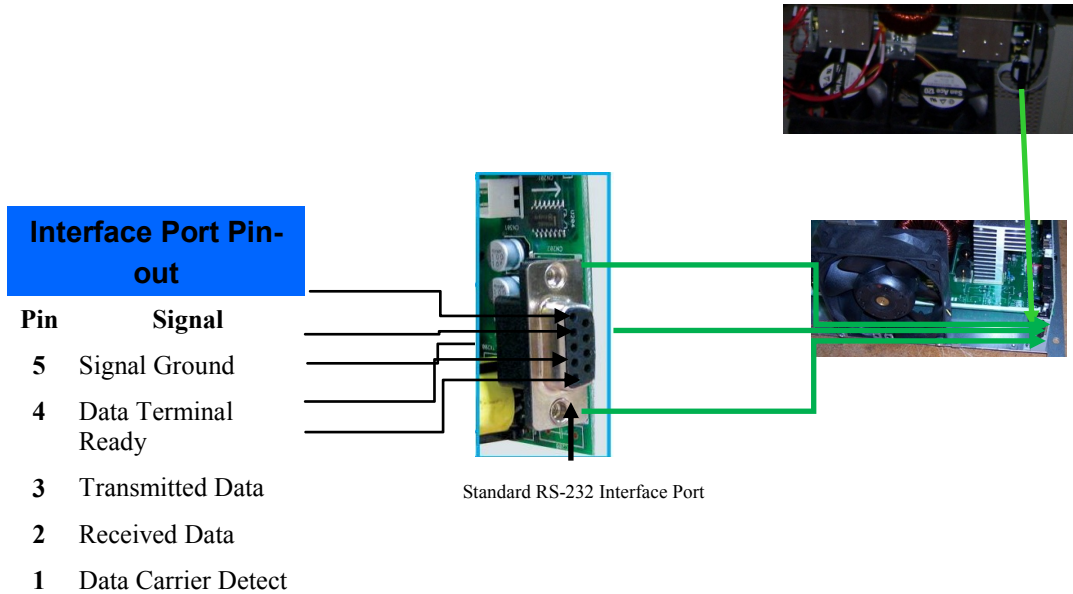 Interface Port Pin-
out
Pin Signal
5 Signal Ground
4 Data Terminal
Ready
3 Transmitted Data
2 Received Data
1 Data Carrier Detect
Standard RS-232 Interface Port